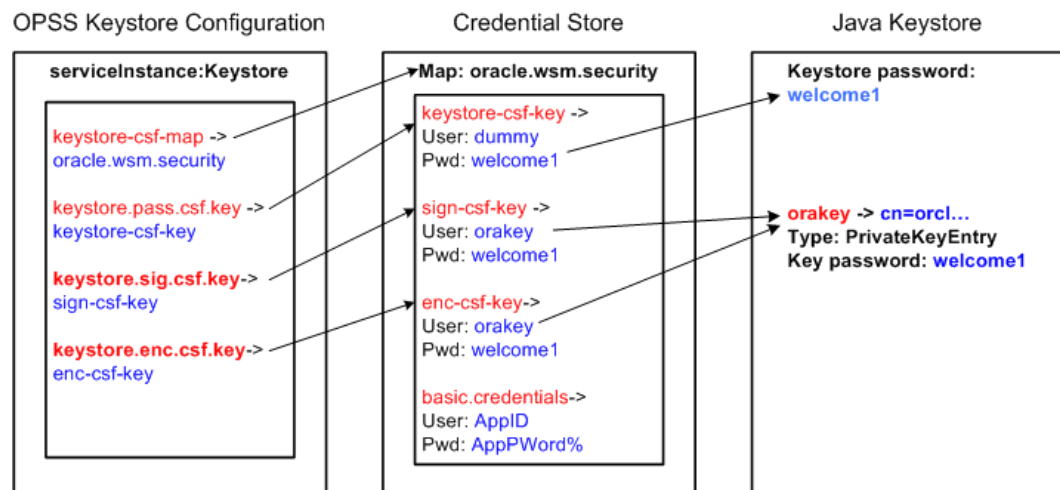 OPSS Keystore Configuration
serviceInstance:Keystore
keystore-csf-map ->
oracle.wsm.security
keystore.pass.csf.key ->
keystore-csf-key
keystore.sig.csf.key->
sign-csf-key
keystore.enc.csf.key->
enc-csf-key
Credential Store
Map: oracle.wsm.security
keystore-csf-key ->
User: dummy
Pwd: welcome1
sign-csf-key ->
User: orakey
Pwd: welcome1
enc-csf-key->
User: orakey
Pwd: welcome1
basic.credentials->
User: AppID
Pwd: AppPWord%
Java Keystore
Keystore password:
welcome1
orakey -> cn=orcl...
Type: PrivateKeyEntry
Key password: welcome1